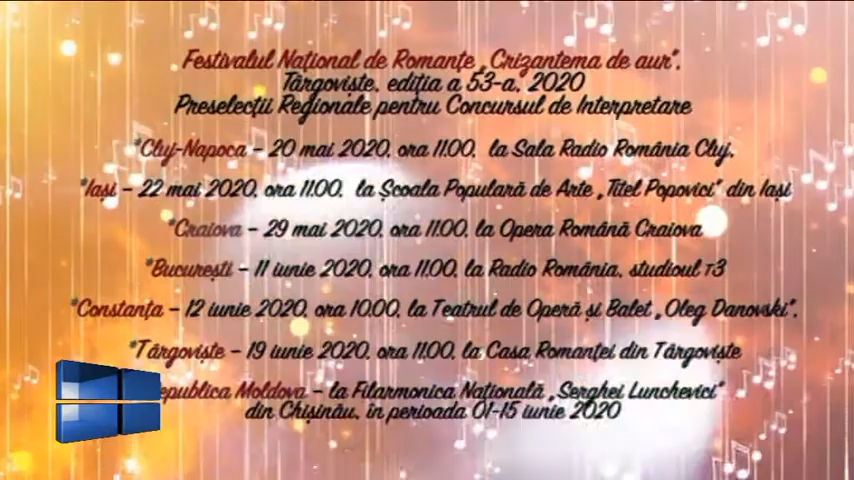 Festivalul Național de Romanțe „Crizantema de aur”,
Târgoviște, ediția a 53-a, 2020
Preselecții Regionale pentru Concursul de Interpretare
*Cluj-Napoca – 20 mai 2020, ora 11.00, la Sala Radio România Cluj,
*Iași – 22 mai 2020, ora 11.00, la Școala Populară de Arte „Titel Popovici” din Iași
*Craiova – 29 mai 2020, ora 11.00, la Opera Română Craiova
*București – 11 iunie 2020, ora 11.00, la Radio România, studioul T3
*Constanța – 12 iunie 2020, ora 10.00, la Teatrul de Operă și Balet „Oleg Danovski”,
*Târgoviște – 19 iunie 2020, ora 11.00, la Casa Romanței din Târgoviște
epublica Moldova – la Filarmonica Națională „Serghei Lunchevici”
din Chișinău, în perioada 01-15 iunie 2020